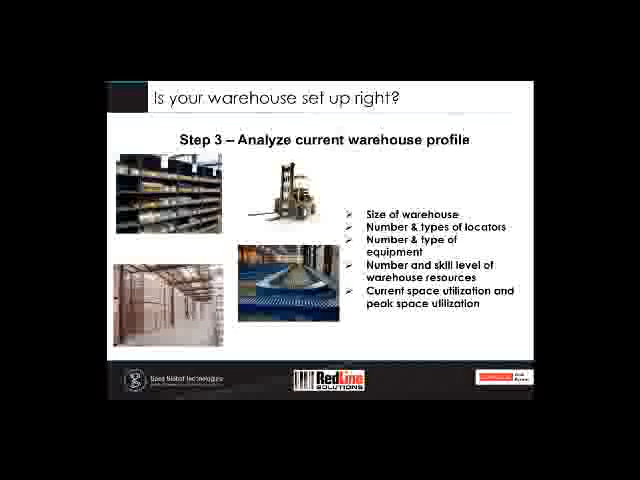 Is your warehouse set up right?
Step 3 – Analyze current warehouse profile
➢ Size of warehouse
➢ Number & types of locators
➢ Number & type of
equipment
➢ Number and skill level of
warehouse resources
➢ Current space utilization and
peak space utilization
Global Technologies
RedLine
SOLUTIONS